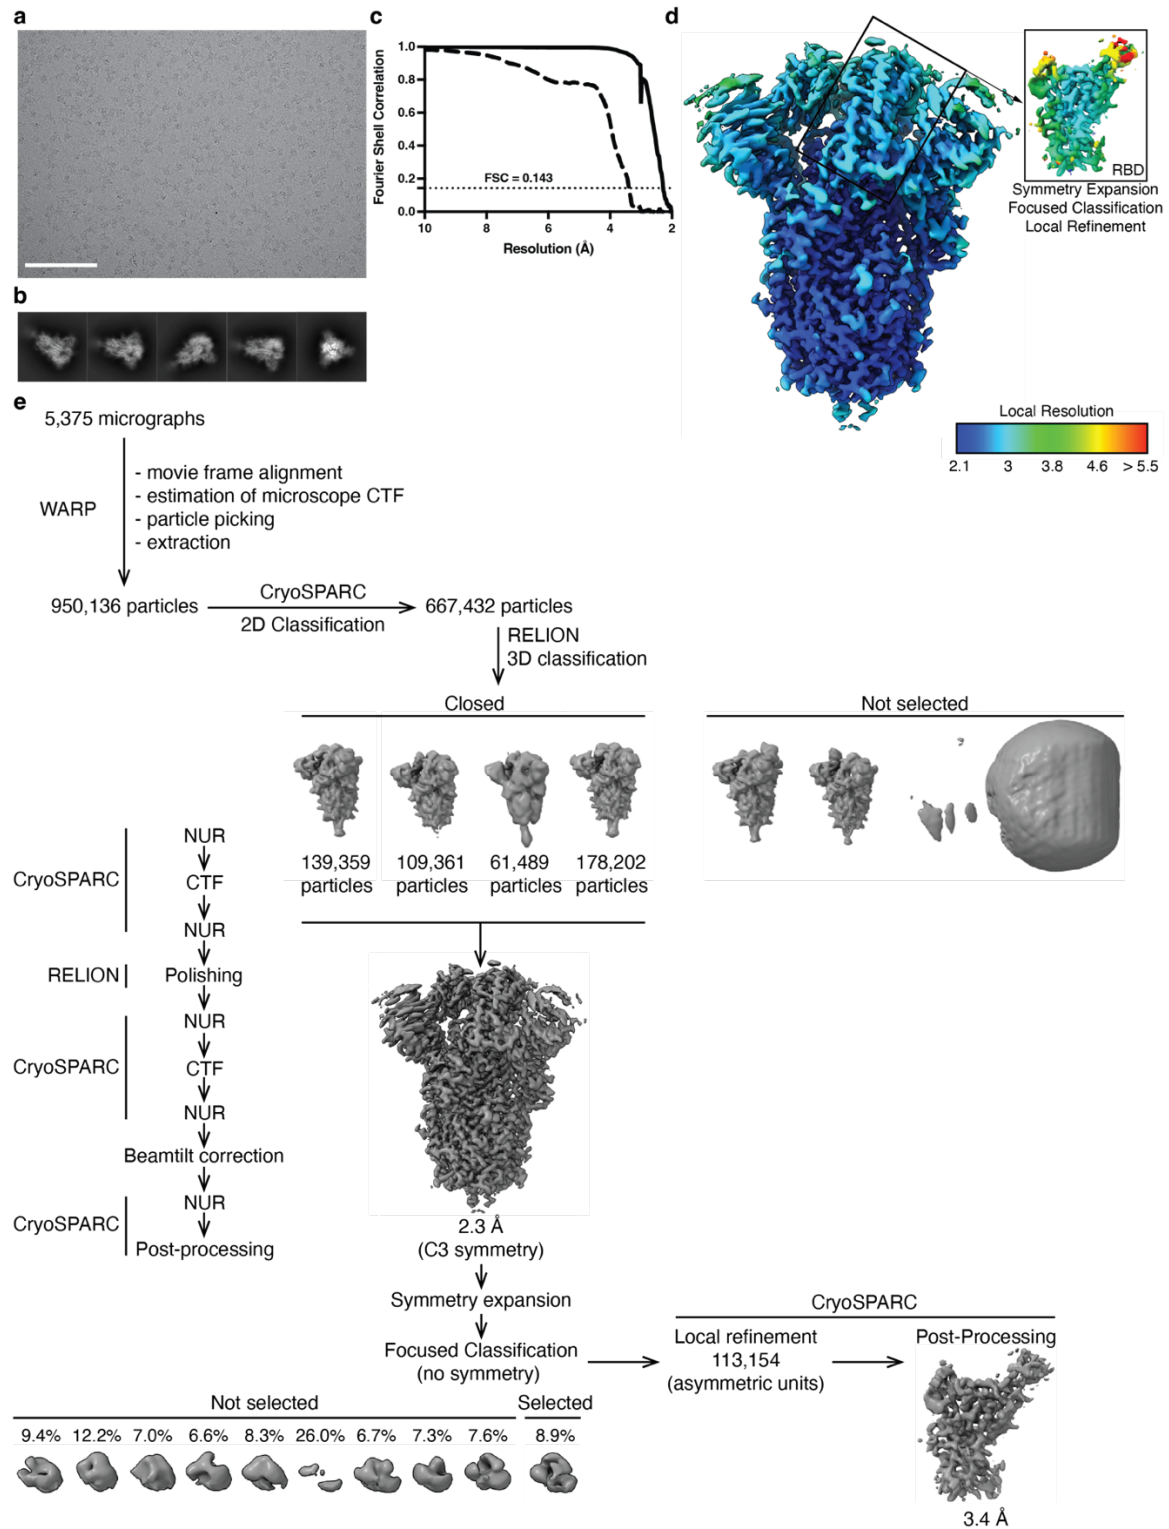 a
b
c
1.0
0.8
0.6
0.4
0.2
0.0
Fourier Shell Correlation
FSC = 0.143
10
8
6
4
2
Resolution (Å)
d
RBD
Symmetry Expansion
Focused Classification
Local Refinement
Local Resolution
2.1
3
3.8
4.6
> 5.5
e
5,375 micrographs
WARP
- movie frame alignment
- estimation of microscope CTF
- particle picking
- extraction
950,136 particles
CryoSPARC
2D Classification
667,432 particles
RELION
3D classification
Closed
Not selected
139,359
particles
109,361
particles
61,489
particles
178,202
particles
CryoSPARC
NUR
CTF
NUR
RELION
Polishing
CryoSPARC
NUR
CTF
NUR
Beamtilt correction
CryoSPARC
NUR
Post-processing
2.3 Å
(C3 symmetry)
Symmetry expansion
Focused Classification
(no symmetry)
CryoSPARC
Local refinement
113,154
(asymmetric units)
Post-Processing
3.4 Å
Not selected
Selected
9.4%
12.2%
7.0%
6.6%
8.3%
26.0%
6.7%
7.3%
7.6%
8.9%